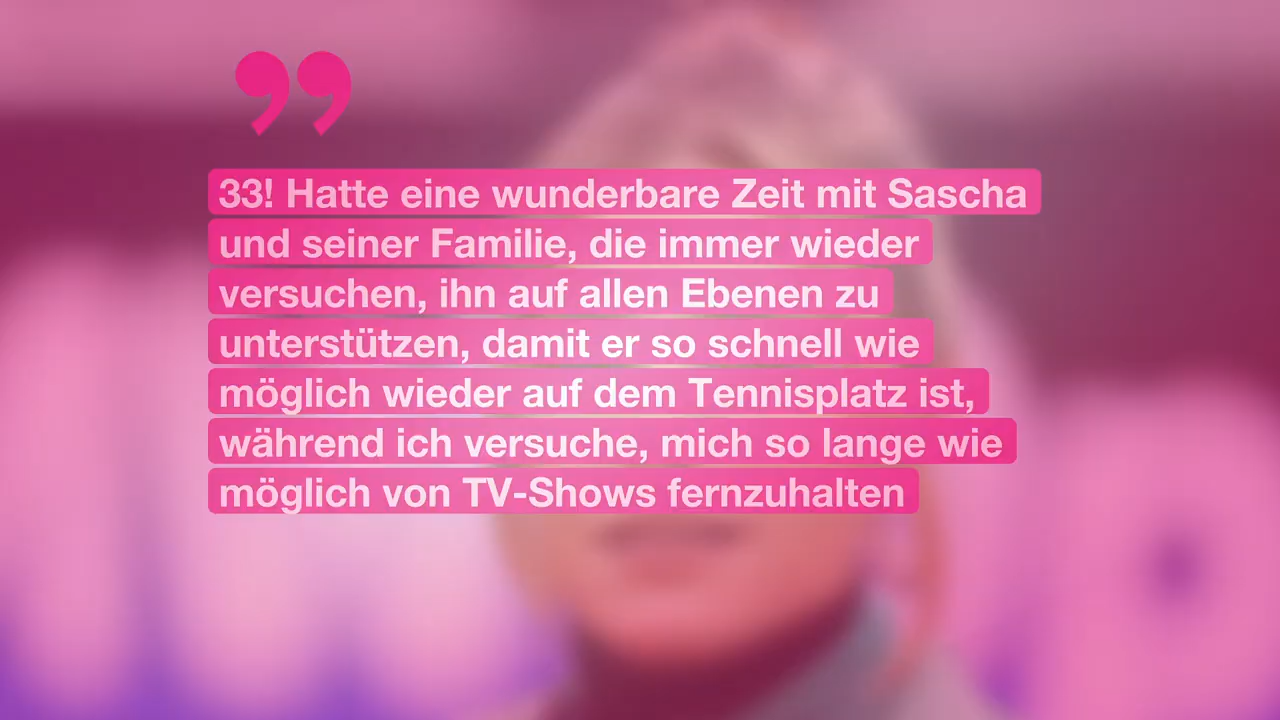 ”
33! Hatte eine wunderbare Zeit mit Sascha
und seiner Familie, die immer wieder
versuchen, ihn auf allen Ebenen zu
unterstützen, damit er so schnell wie
möglich wieder auf dem Tennisplatz ist,
während ich versuche, mich so lange wie
möglich von TV-Shows fernzuhalten